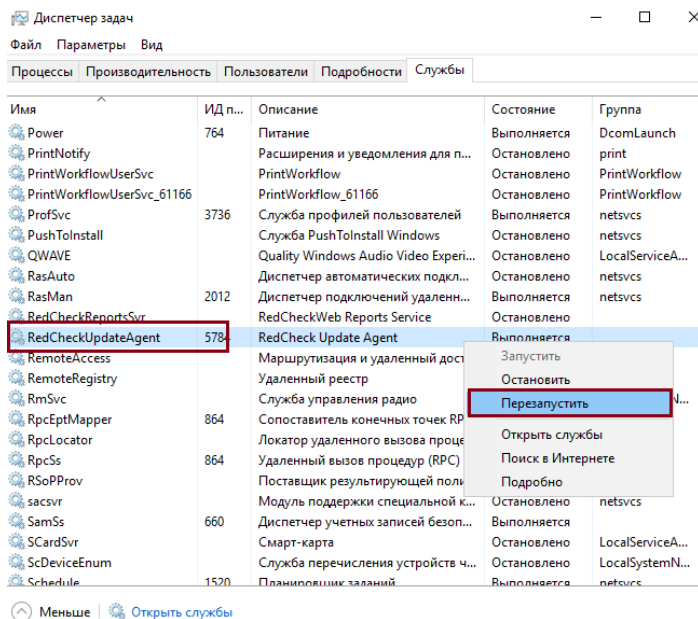 Диспетчер задач
Файл Параметры Вид
Процессы Производительность Пользователи Подробности Службы
Имя ИД п... Описание Состояние Группа
Power 764 Питание Выполняется DcomLaunch
PrintNotify Расширения и уведомления для п... Остановлено print
PrintWorkflowUserSvc PrintWorkflow Остановлено PrintWorkflow
PrintWorkflowUserSvc_61166 PrintWorkflow_61166 Остановлено PrintWorkflow
ProfSvc 3736 Служба профилей пользователей Выполняется netsvcs
PushToInstall Служба PushToInstall Windows Остановлено netsvcs
QWAVE Quality Windows Audio Video Experi... Остановлено LocalServiceA...
RasAuto Диспетчер автоматических подкл... Остановлено netsvcs
RasMan 2012 Диспетчер подключений удаленн... Выполняется netsvcs
RedCheckReportsSvr RedCheckWeb Reports Service Остановлено
RedCheckUpdateAgent 5784 RedCheck Update Agent Выполняется
RemoteAccess Маршрутизация и удаленный дост
Запустить
RemoteRegistry Удаленный реестр
Остановить
RmSvc Служба управления радио
Перезапустить
RpcEptMapper 864 Сопоставитель конечных точек RP
Открыть службы
RpcLocator Локатор удаленного вызова проце
Поиск в Интернете
RpcSs 864 Удаленный вызов процедур (RPC)
RSoPProv Поставщик результирующей поли
Подробно
sacsvr Модуль поддержки специальной к... Остановлено netsvcs
SamSs 660 Диспетчер учетных записей безоп... Выполняется
SCardSvr Смарт-карта Остановлено LocalServiceA...
ScDeviceEnum Служба перечисления устройств ч... Остановлено LocalSystemN...
Schedule 1520 Планировщик заданий Выполняется netsvcs
Меньше Открыть службы